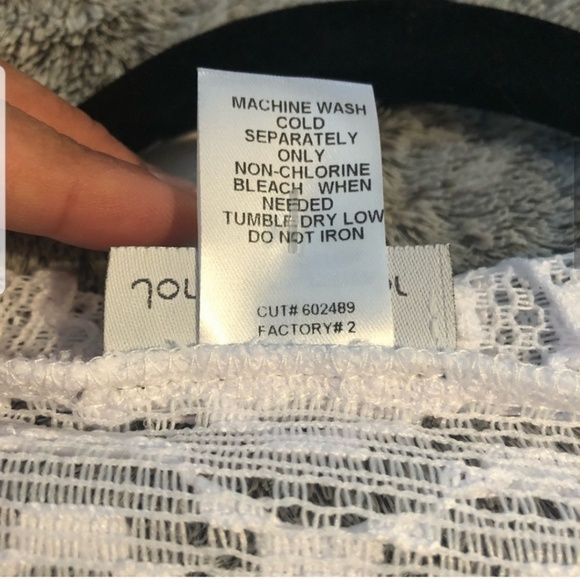 MACHINE WASH
COLD
SEPARATELY
ONLY
NON-CHLORINE
BLEACH WHEN
NEEDED
TUMBLE DRY LOW
DO NOT IRON
CUT# 602489
FACTORY# 2